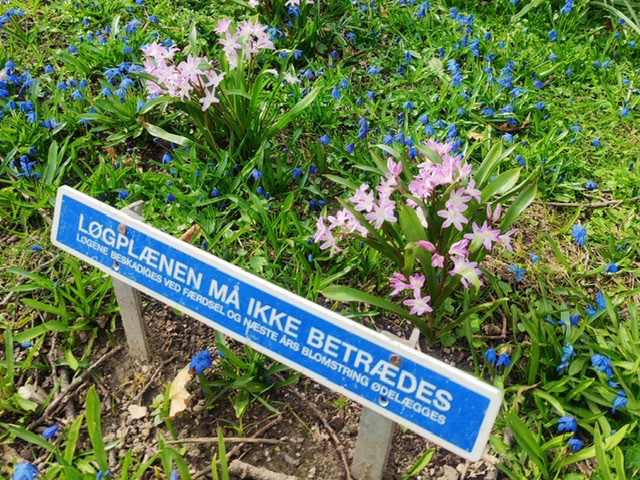 LØGPLÆNEN MÅ IKKE BETRÆDES
LØGENE BESKADIGES VED FÆRDSEL OG NÆSTE ÅRS BLOMSTRING ØDELÆGGES